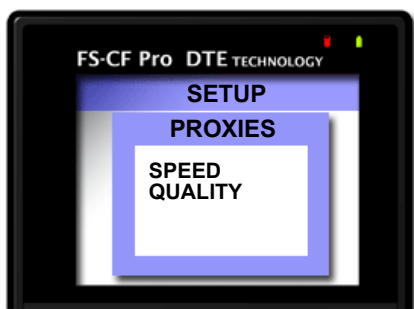 FS-CF Pro DTE TECHNOLOGY
SETUP
PROXIES
SPEED
QUALITY